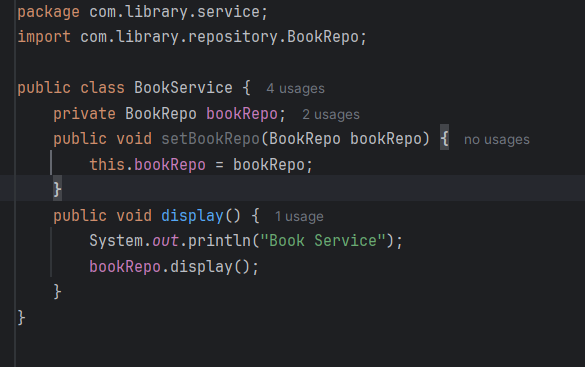 package com.library.service;
import com.library.repository.BookRepo;
public class BookService { 4 usages
private BookRepo bookRepo; 2 usages
public void setBookRepo(BookRepo bookRepo) { no usages
this.bookRepo = bookRepo;
}
public void display() { 1 usage
System.out.println("Book Service");
bookRepo.display();
}
}